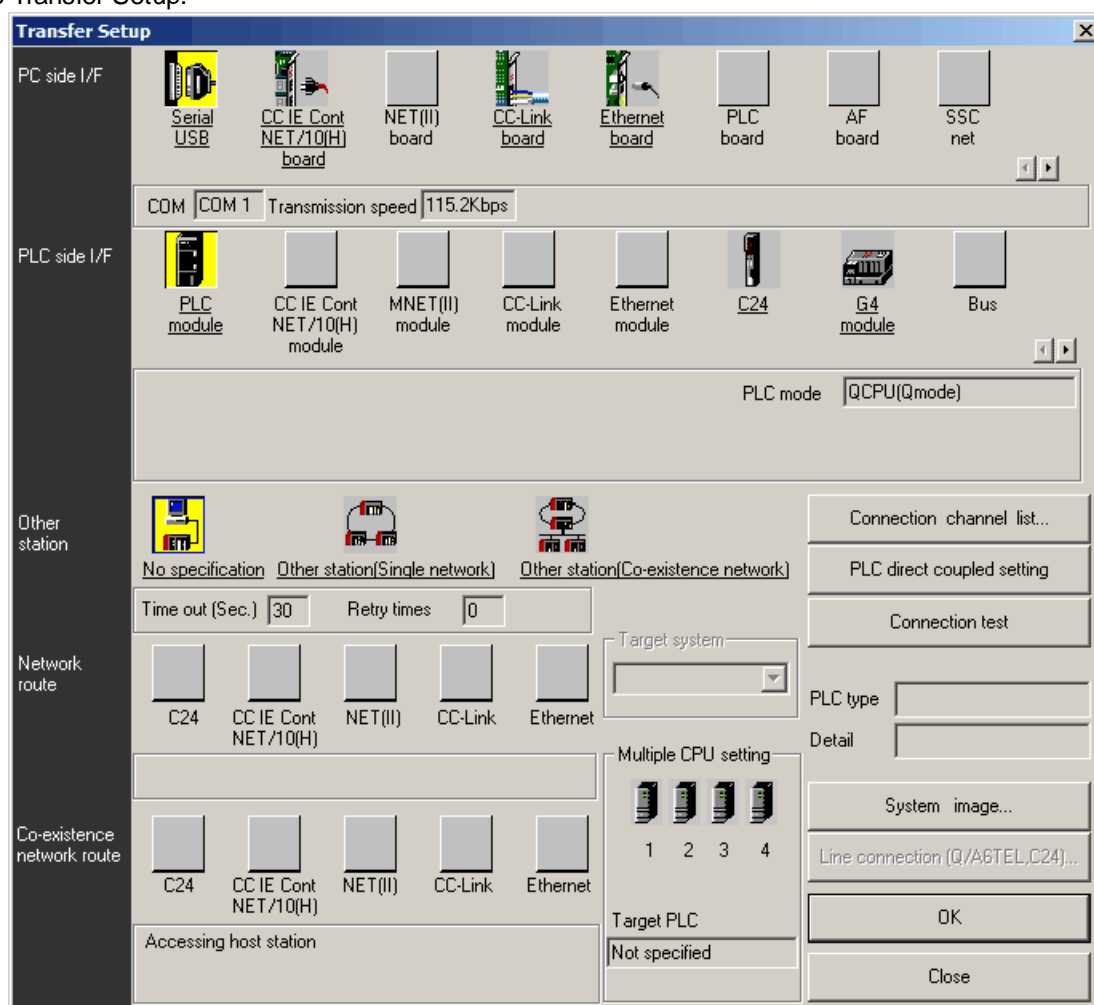 Transfer Setup.
Transfer Setup
PC side I/F
Serial
USB
CC IE Cont
NET/10(H)
board
NET(II)
board
CC-Link
board
Ethernet
board
PLC
board
AF
board
SSC
net
COM COM 1 Transmission speed 115.2Kbps
PLC side I/F
PLC
module
CC IE Cont
NET/10(H)
module
MNET(II)
module
CC-Link
module
Ethernet
module
C24
G4
module
Bus
PLC mode QCPU(Qmode)
Other
station
No specification
Other station(Single network)
Other station(Co-existence network)
Connection channel list...
PLC direct coupled setting
Connection test
Time out (Sec.) 30 Retry times 0
Target system
Network
route
C24
CC IE Cont
NET/10(H)
NET(II)
CC-Link
Ethernet
PLC type
Detail
Multiple CPU setting
1 2 3 4
System image...
Line connection (Q/A6TEL,C24)...
Co-existence
network route
C24
CC IE Cont
NET/10(H)
NET(II)
CC-Link
Ethernet
Target PLC
Not specified
Accessing host station
OK
Close